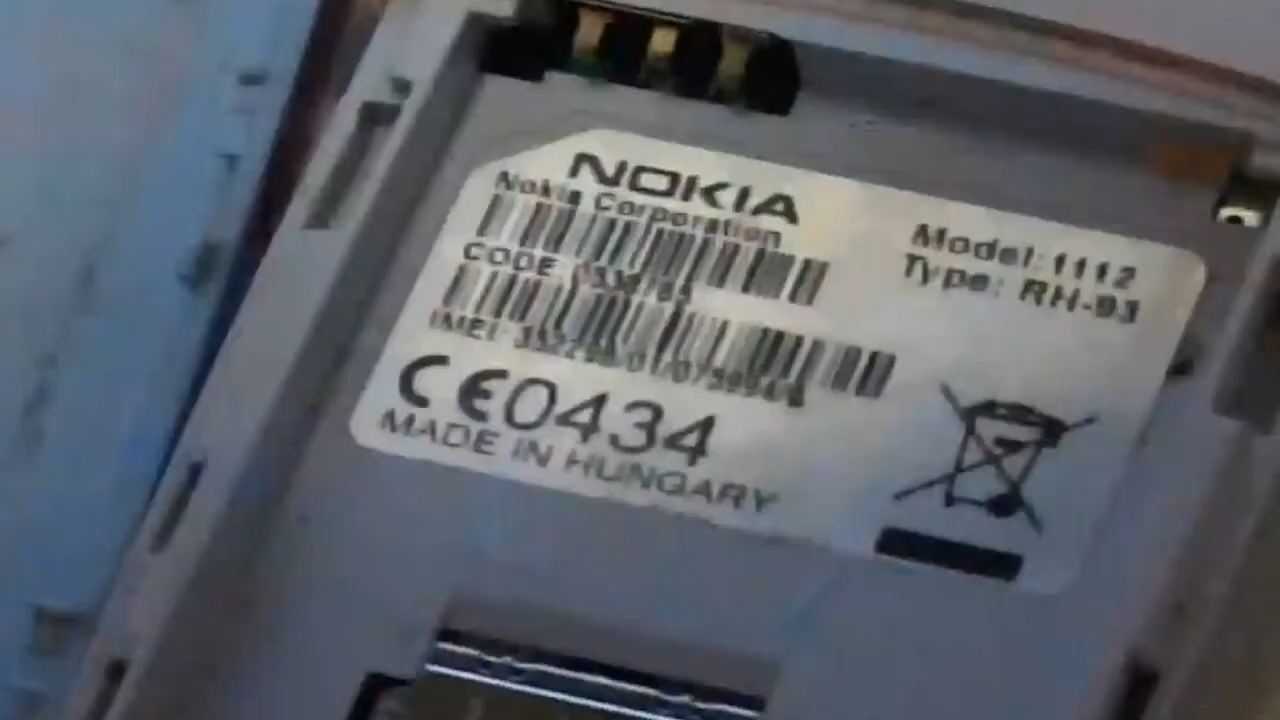 NOKIA
Nokia Corporation
Model:1112
Type: RH-93
CODE:
IMEI:
CE0434
MADE IN HUNGARY